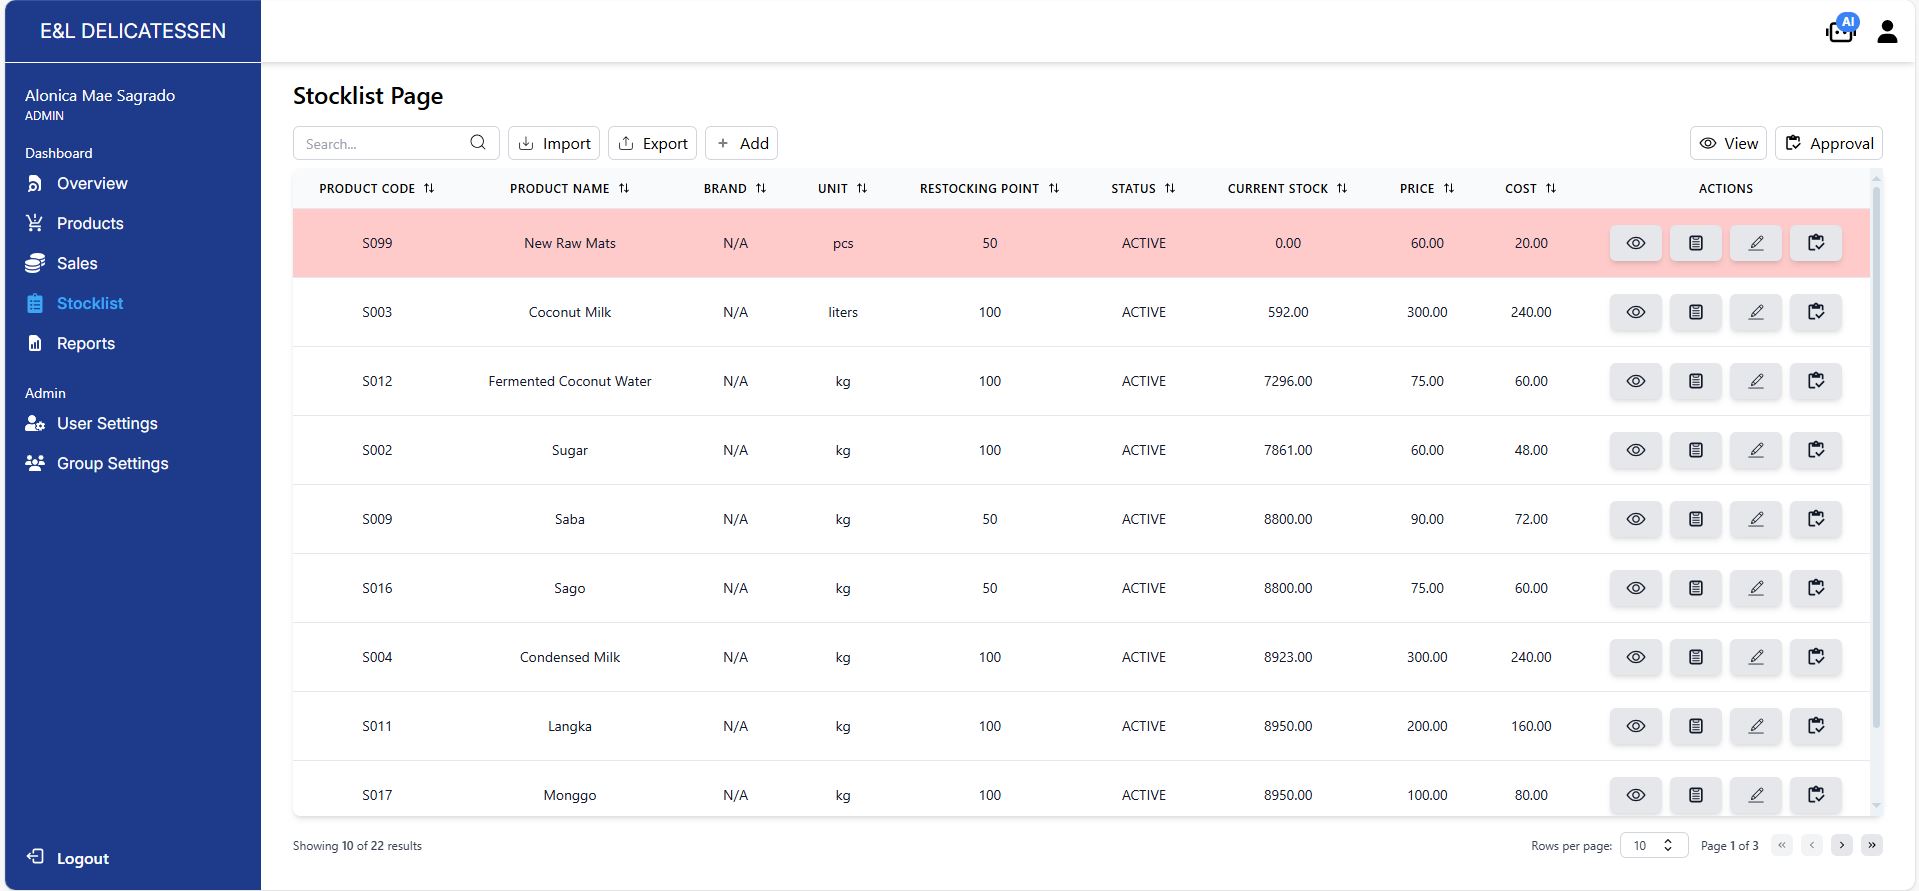 E&L DELICATESSEN
AI
Alonica Mae Sagrado
ADMIN
Dashboard
Overview
Products
Sales
Stocklist
Reports
Admin
User Settings
Group Settings
Logout
Stocklist Page
Search... Import Export + Add View Approval
PRODUCT CODE PRODUCT NAME BRAND UNIT RESTOCKING POINT STATUS CURRENT STOCK PRICE COST ACTIONS
S099 New Raw Mats N/A pcs 50 ACTIVE 0.00 60.00 20.00
S003 Coconut Milk N/A liters 100 ACTIVE 592.00 300.00 240.00
S012 Fermented Coconut Water N/A kg 100 ACTIVE 7296.00 75.00 60.00
S002 Sugar N/A kg 100 ACTIVE 7861.00 60.00 48.00
S009 Saba N/A kg 50 ACTIVE 8800.00 90.00 72.00
S016 Sago N/A kg 50 ACTIVE 8800.00 75.00 60.00
S004 Condensed Milk N/A kg 100 ACTIVE 8923.00 300.00 240.00
S011 Langka N/A kg 100 ACTIVE 8950.00 200.00 160.00
S017 Monggo N/A kg 100 ACTIVE 8950.00 100.00 80.00
Showing 10 of 22 results Rows per page: 10 Page 1 of 3 « ‹ › »